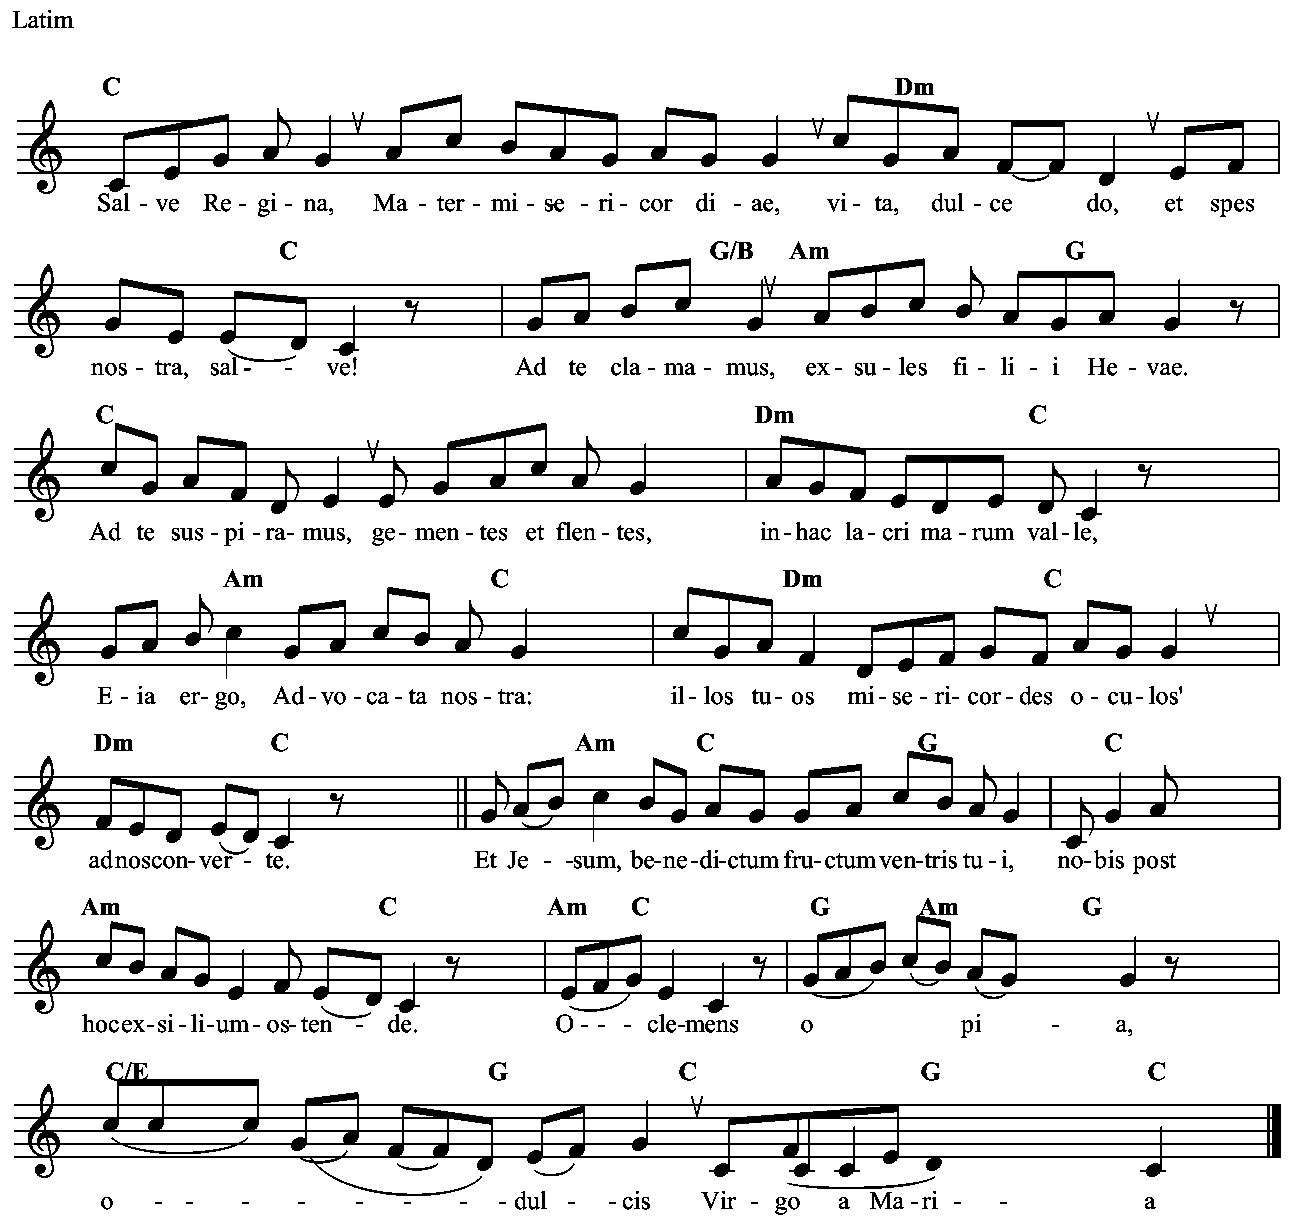 Latim
C Dm
Sal - ve Re - gi - na, Ma - ter - mi - se - ri - cor di - ae, vi - ta, dul - ce do, et spes
C G/B Am G
nos - tra, sal - - ve! Ad te cla - ma - mus, ex - su - les fi - li - i He - vae.
C Dm C
Ad te sus - pi - ra - mus, ge - men - tes et flen - tes, in - hac la - cri ma - rum val - le,
Am C Dm C
E - ia er - go, Ad - vo - ca - ta nos - tra: il - los tu - os mi - se - ri - cor - des o - cu - los'
Dm C Am C G C
adnoscon - ver - te. Et Je - - sum, be - ne - di - ctum fru - ctum ven - tris tu - i, no - bis post
Am C Am C G Am G
hocex - si - li - um - os - ten - de. O - - - cle - mens o pi - a,
C/E G C G C
o - - - - - - - - dul - - cis Vir - go a Ma - ri - - a